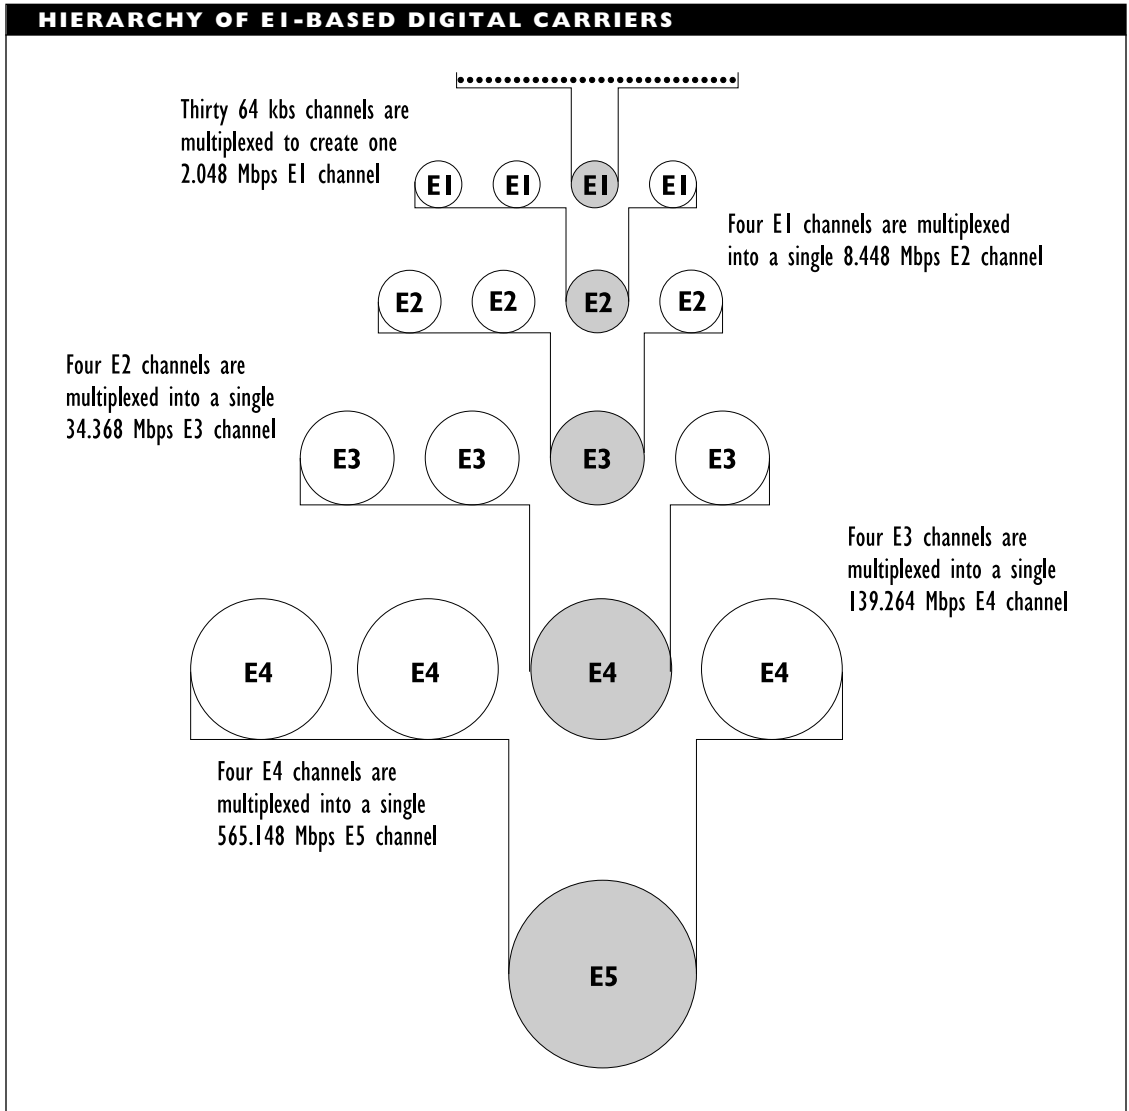 HIERARCHY OF E1-BASED DIGITAL CARRIERS
Thirty 64 kbs channels are
multiplexed to create one
2.048 Mbps E1 channel
E1 E1 E1 E1
Four E1 channels are multiplexed
into a single 8.448 Mbps E2 channel
E2 E2 E2 E2
Four E2 channels are
multiplexed into a single
34.368 Mbps E3 channel
E3 E3 E3 E3
Four E3 channels are
multiplexed into a single
139.264 Mbps E4 channel
E4 E4 E4 E4
Four E4 channels are
multiplexed into a single
565.148 Mbps E5 channel
E5